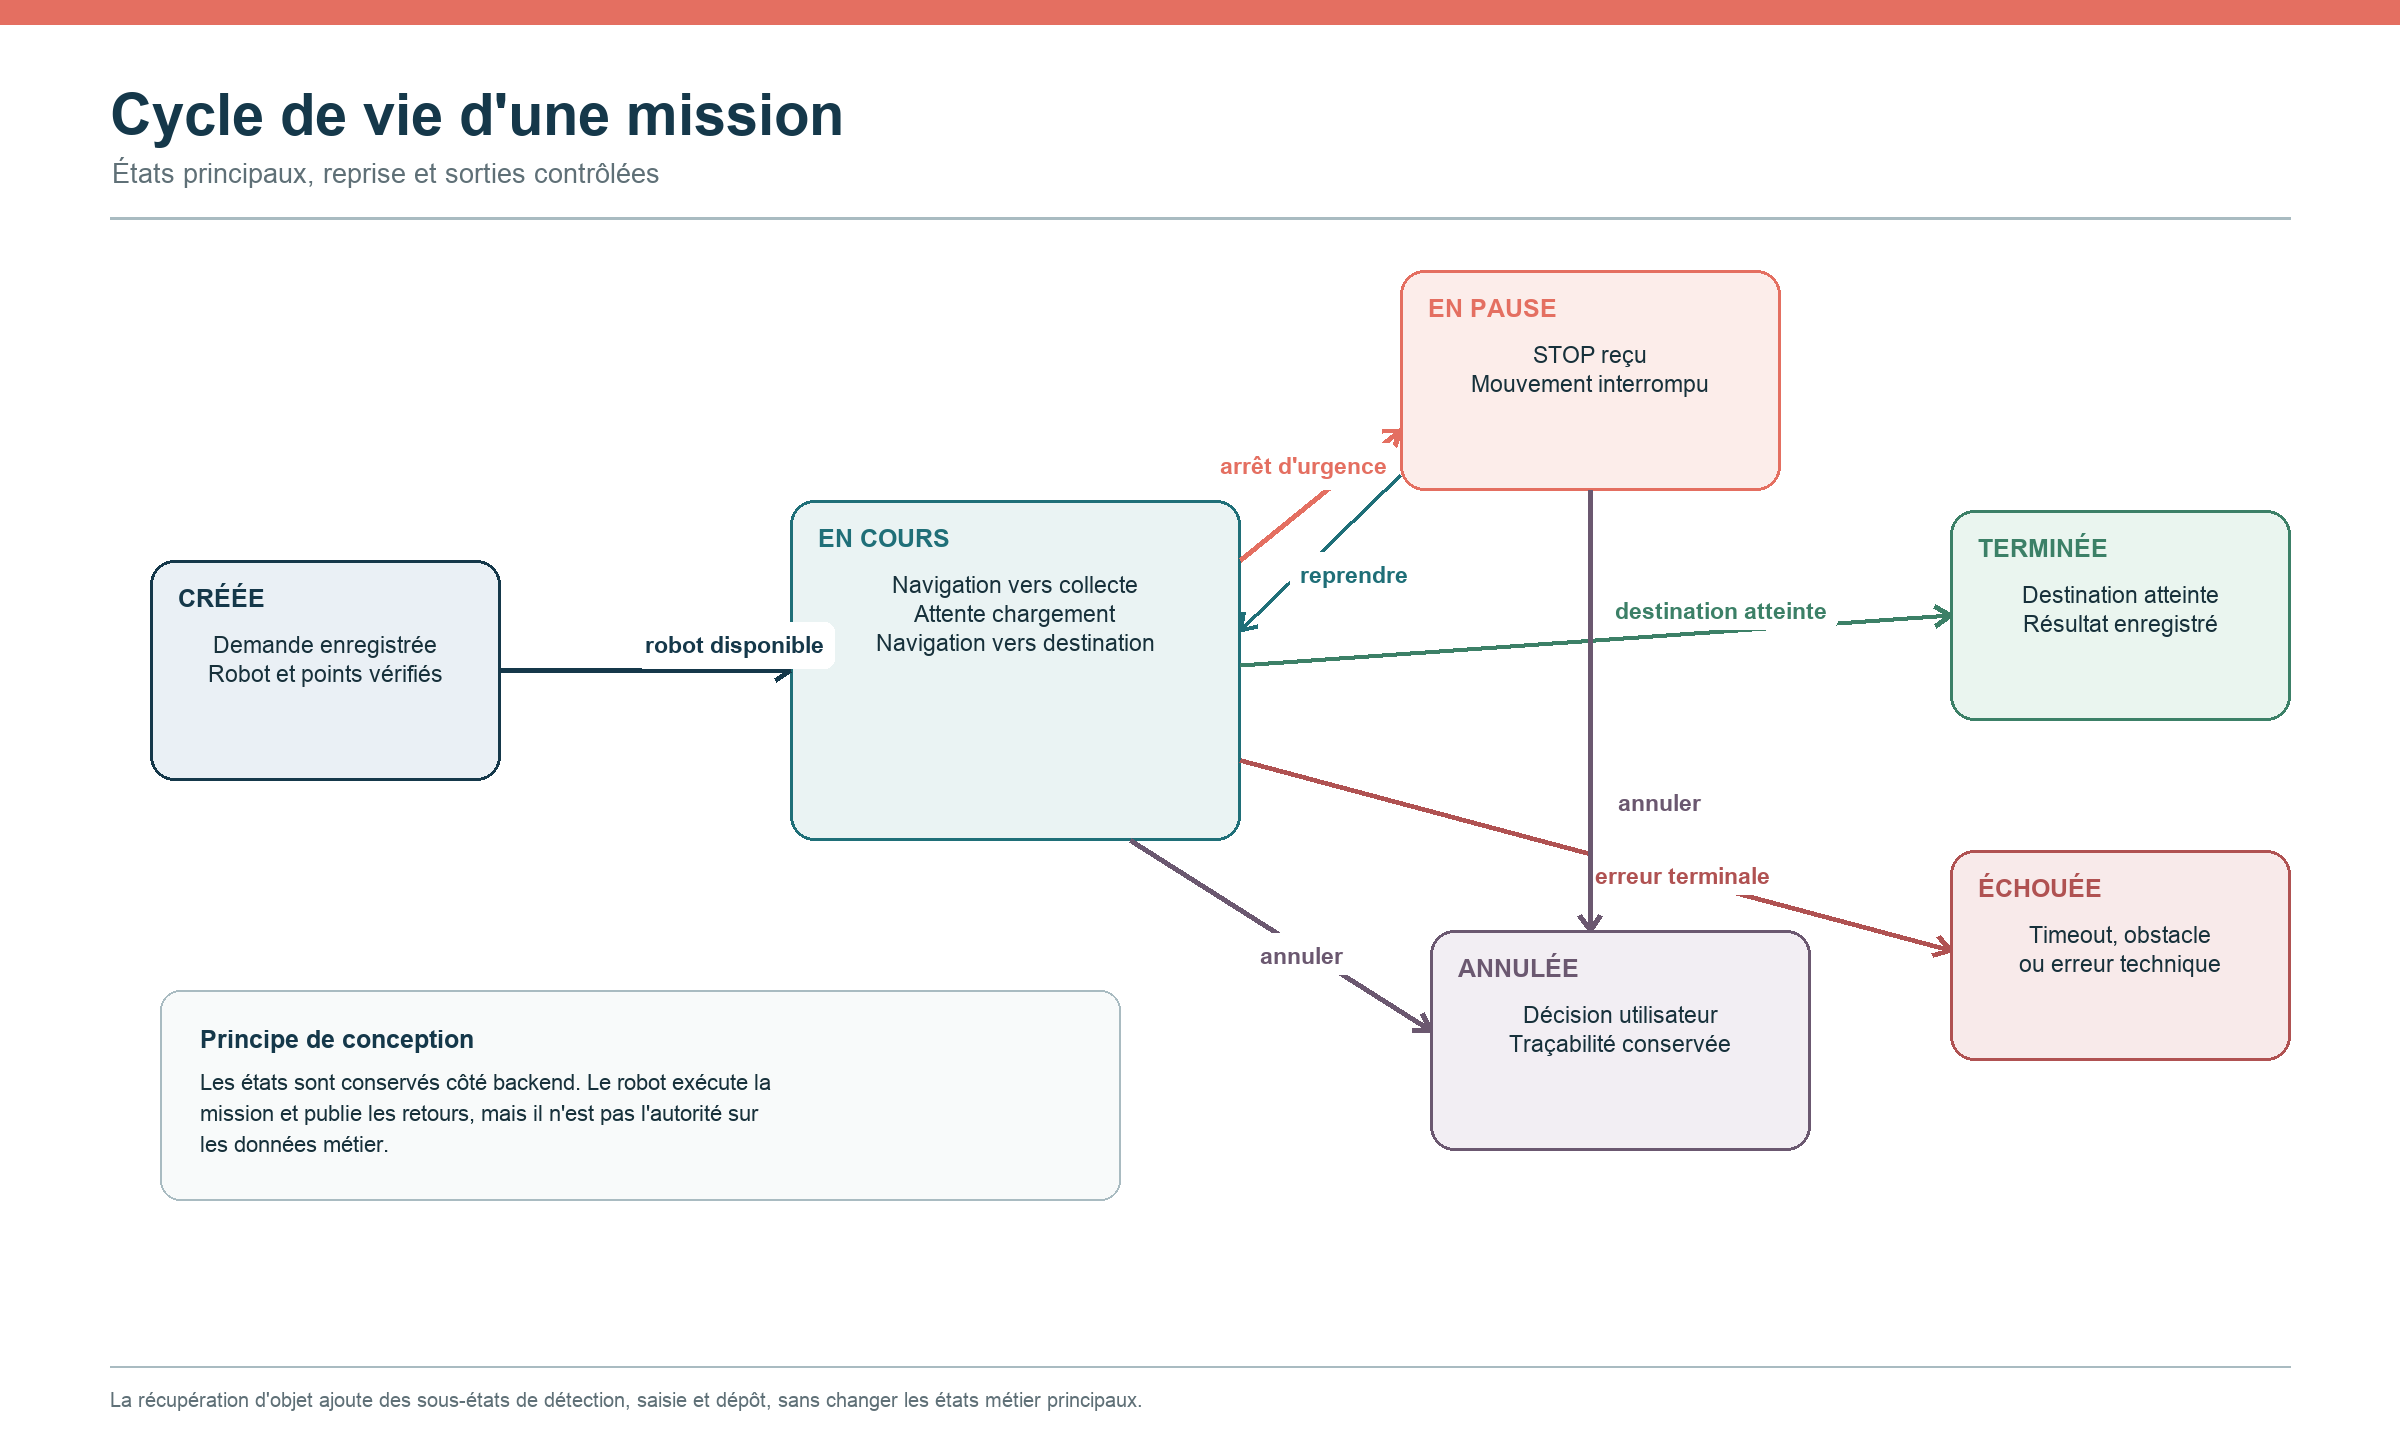 Cycle de vie d'une mission
États principaux, reprise et sorties contrôlées
EN PAUSE
STOP reçu
Mouvement interrompu
arrêt d'urgence
reprendre
EN COURS
Navigation vers collecte
Attente chargement
Navigation vers destination
CRÉÉE
Demande enregistrée
Robot et points vérifiés
robot disponible
TERMINÉE
Destination atteinte
Résultat enregistré
destination atteinte
annuler
erreur terminale
ÉCHOUÉE
Timeout, obstacle
ou erreur technique
annuler
ANNULÉE
Décision utilisateur
Traçabilité conservée
Principe de conception
Les états sont conservés côté backend. Le robot exécute la
mission et publie les retours, mais il n'est pas l'autorité sur
les données métier.
La récupération d'objet ajoute des sous-états de détection, saisie et dépôt, sans changer les états métier principaux.